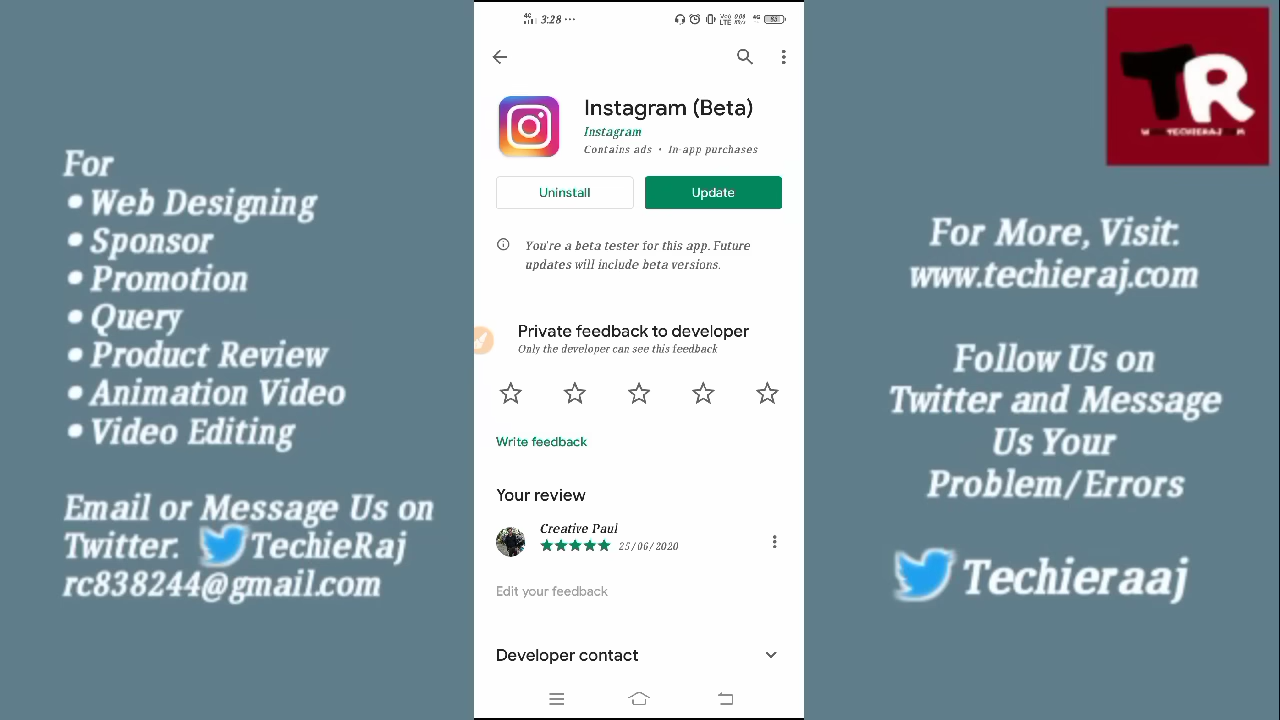 For
• Web Designing
• Sponsor
• Promotion
• Query
• Product Review
• Animation Video
• Video Editing
Email or Message Us on
Twitter. TechieRaj
rc838244@gmail.com
4G 3:28 ···
4G 93
Instagram (Beta)
Instagram
Contains ads • In-app purchases
Uninstall
Update
You're a beta tester for this app. Future
updates will include beta versions.
Private feedback to developer
Only the developer can see this feedback
Write feedback
Your review
Creative Paul
25/06/2020
Edit your feedback
Developer contact
TR
For More, Visit:
www.techieraj.com
Follow Us on
Twitter and Message
Us Your
Problem/Errors
Techieraaj